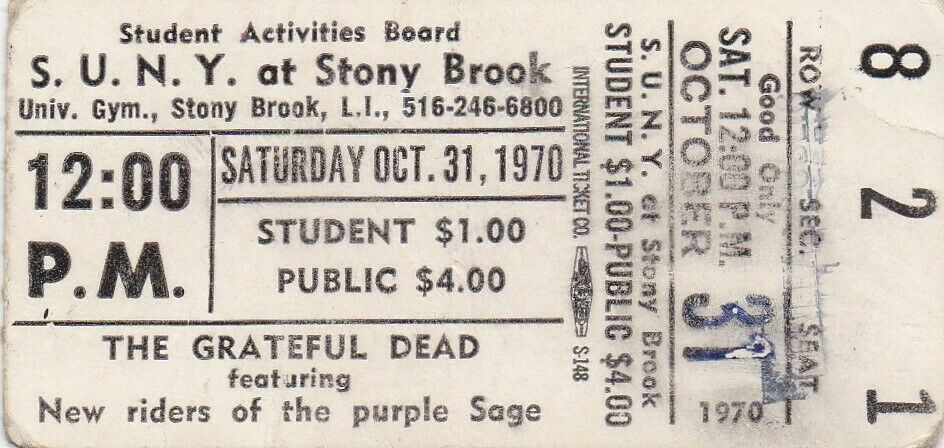 Student Activities Board
S. U. N. Y. at Stony Brook
Univ. Gym., Stony Brook, L.I., 516-246-6800
12:00
P.M.
SATURDAY OCT. 31, 1970
STUDENT $1.00
PUBLIC $4.00
THE GRATEFUL DEAD
featuring
New riders of the purple Sage
INTERNATIONAL TICKET CO.
S-148
STUDENT $1.00-PUBLIC $4.00
S. U. N. Y. at Stony Brook
OCTOBER 31 1970
SAT. 12:00 P.M.
Good Only
ROW SEC. SEAT
8 2 1